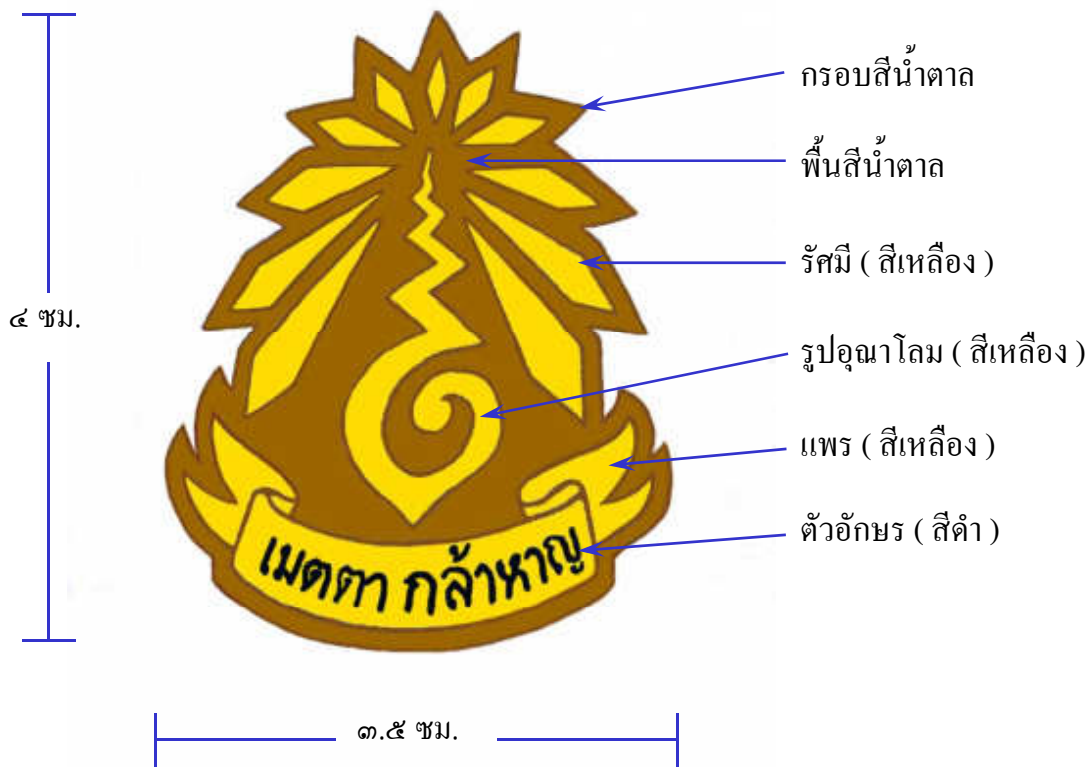 กรอบสีน้ำตาล
พื้นสีน้ำตาล
รัศมี ( สีเหลือง )
๔ ซม.
รูปอุณาโลม ( สีเหลือง )
แพร ( สีเหลือง )
ตัวอักษร ( สีดำ )
เมตตา กล้าหาญ
๓.๕ ซม.